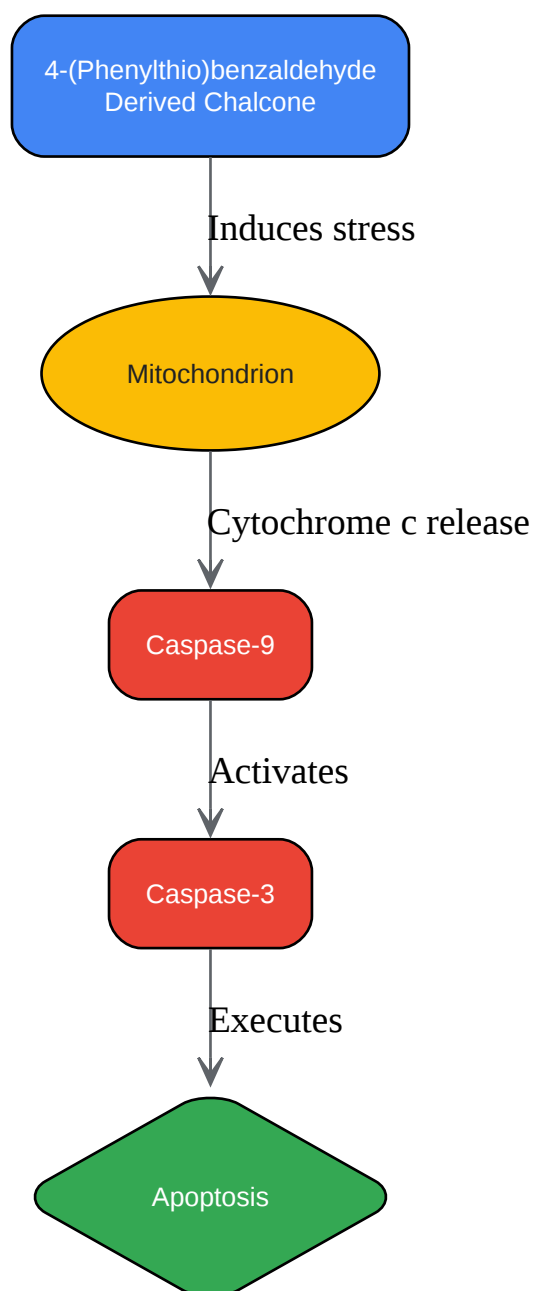 4-(Phenylthio)benzaldehyde
Derived Chalcone
Induces stress
Mitochondrion
Cytochrome c release
Caspase-9
Activates
Caspase-3
Executes
Apoptosis